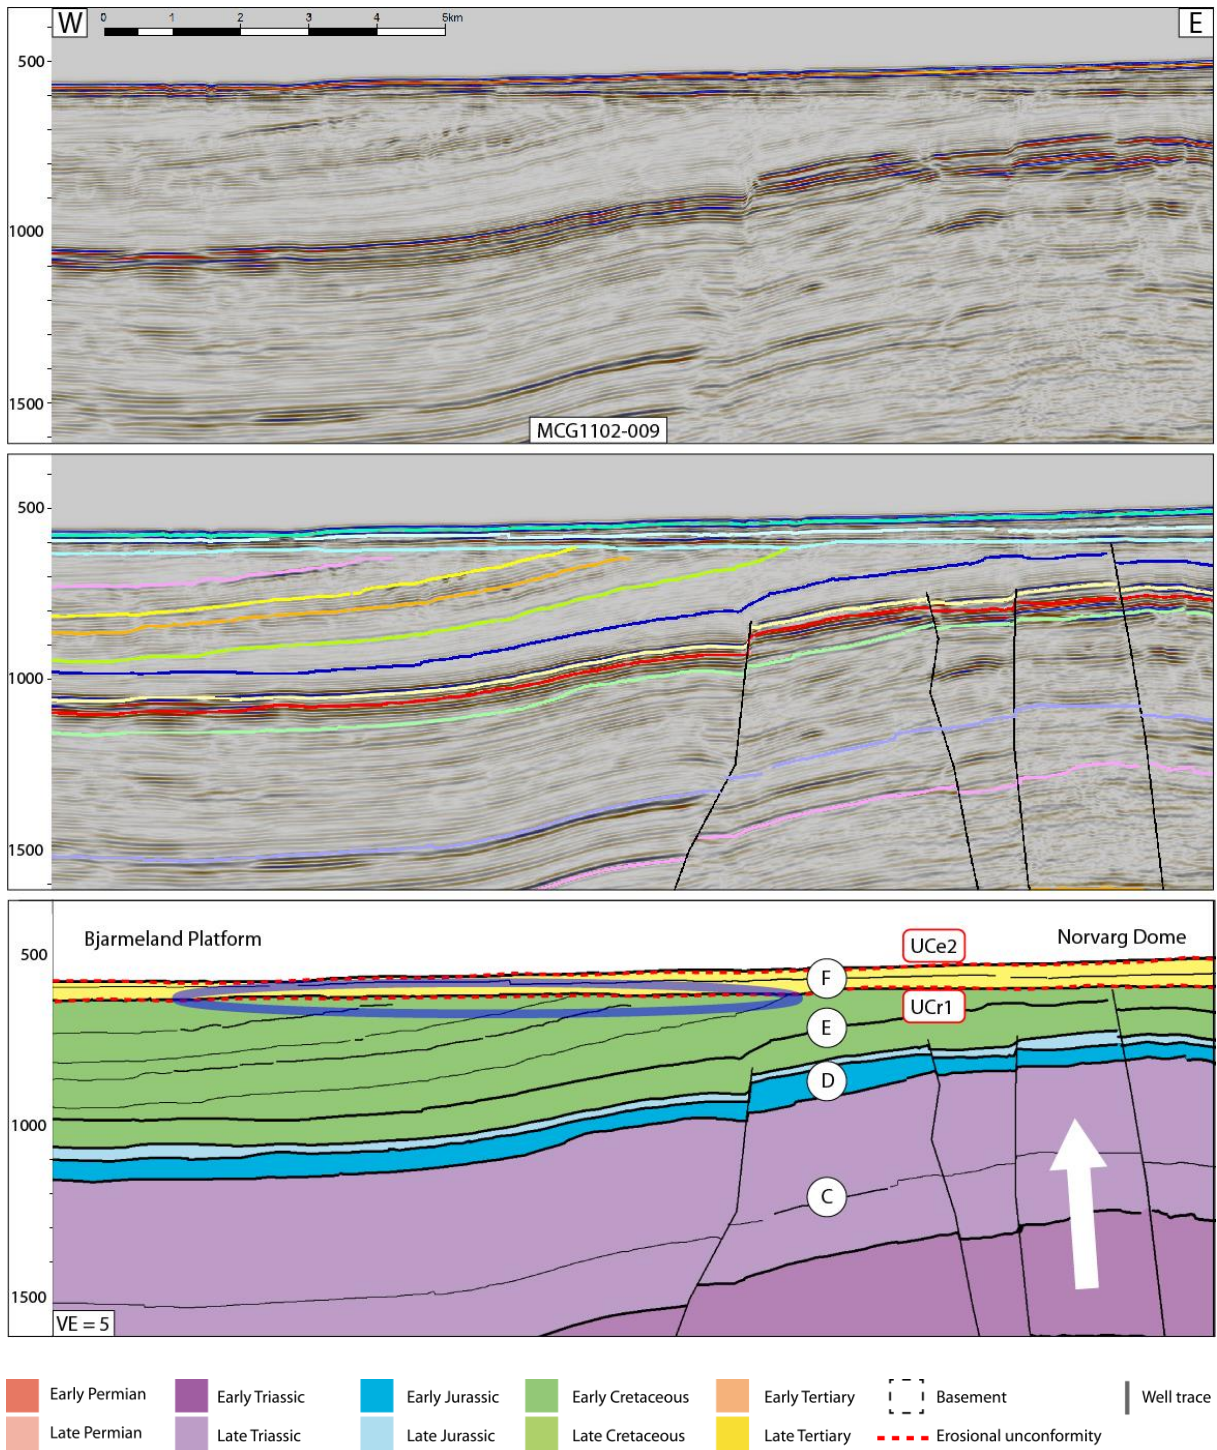 W
0 1 2 3 4 5km
E
500
1000
1500
MCG1102-009
500
1000
1500
Bjarmeland Platform
UCe2
Norvarg Dome
500
F
UCr1
E
D
1000
C
1500
VE = 5
Early Permian
Early Triassic
Early Jurassic
Early Cretaceous
Early Tertiary
Basement
Well trace
Late Permian
Late Triassic
Late Jurassic
Late Cretaceous
Late Tertiary
Erosional unconformity